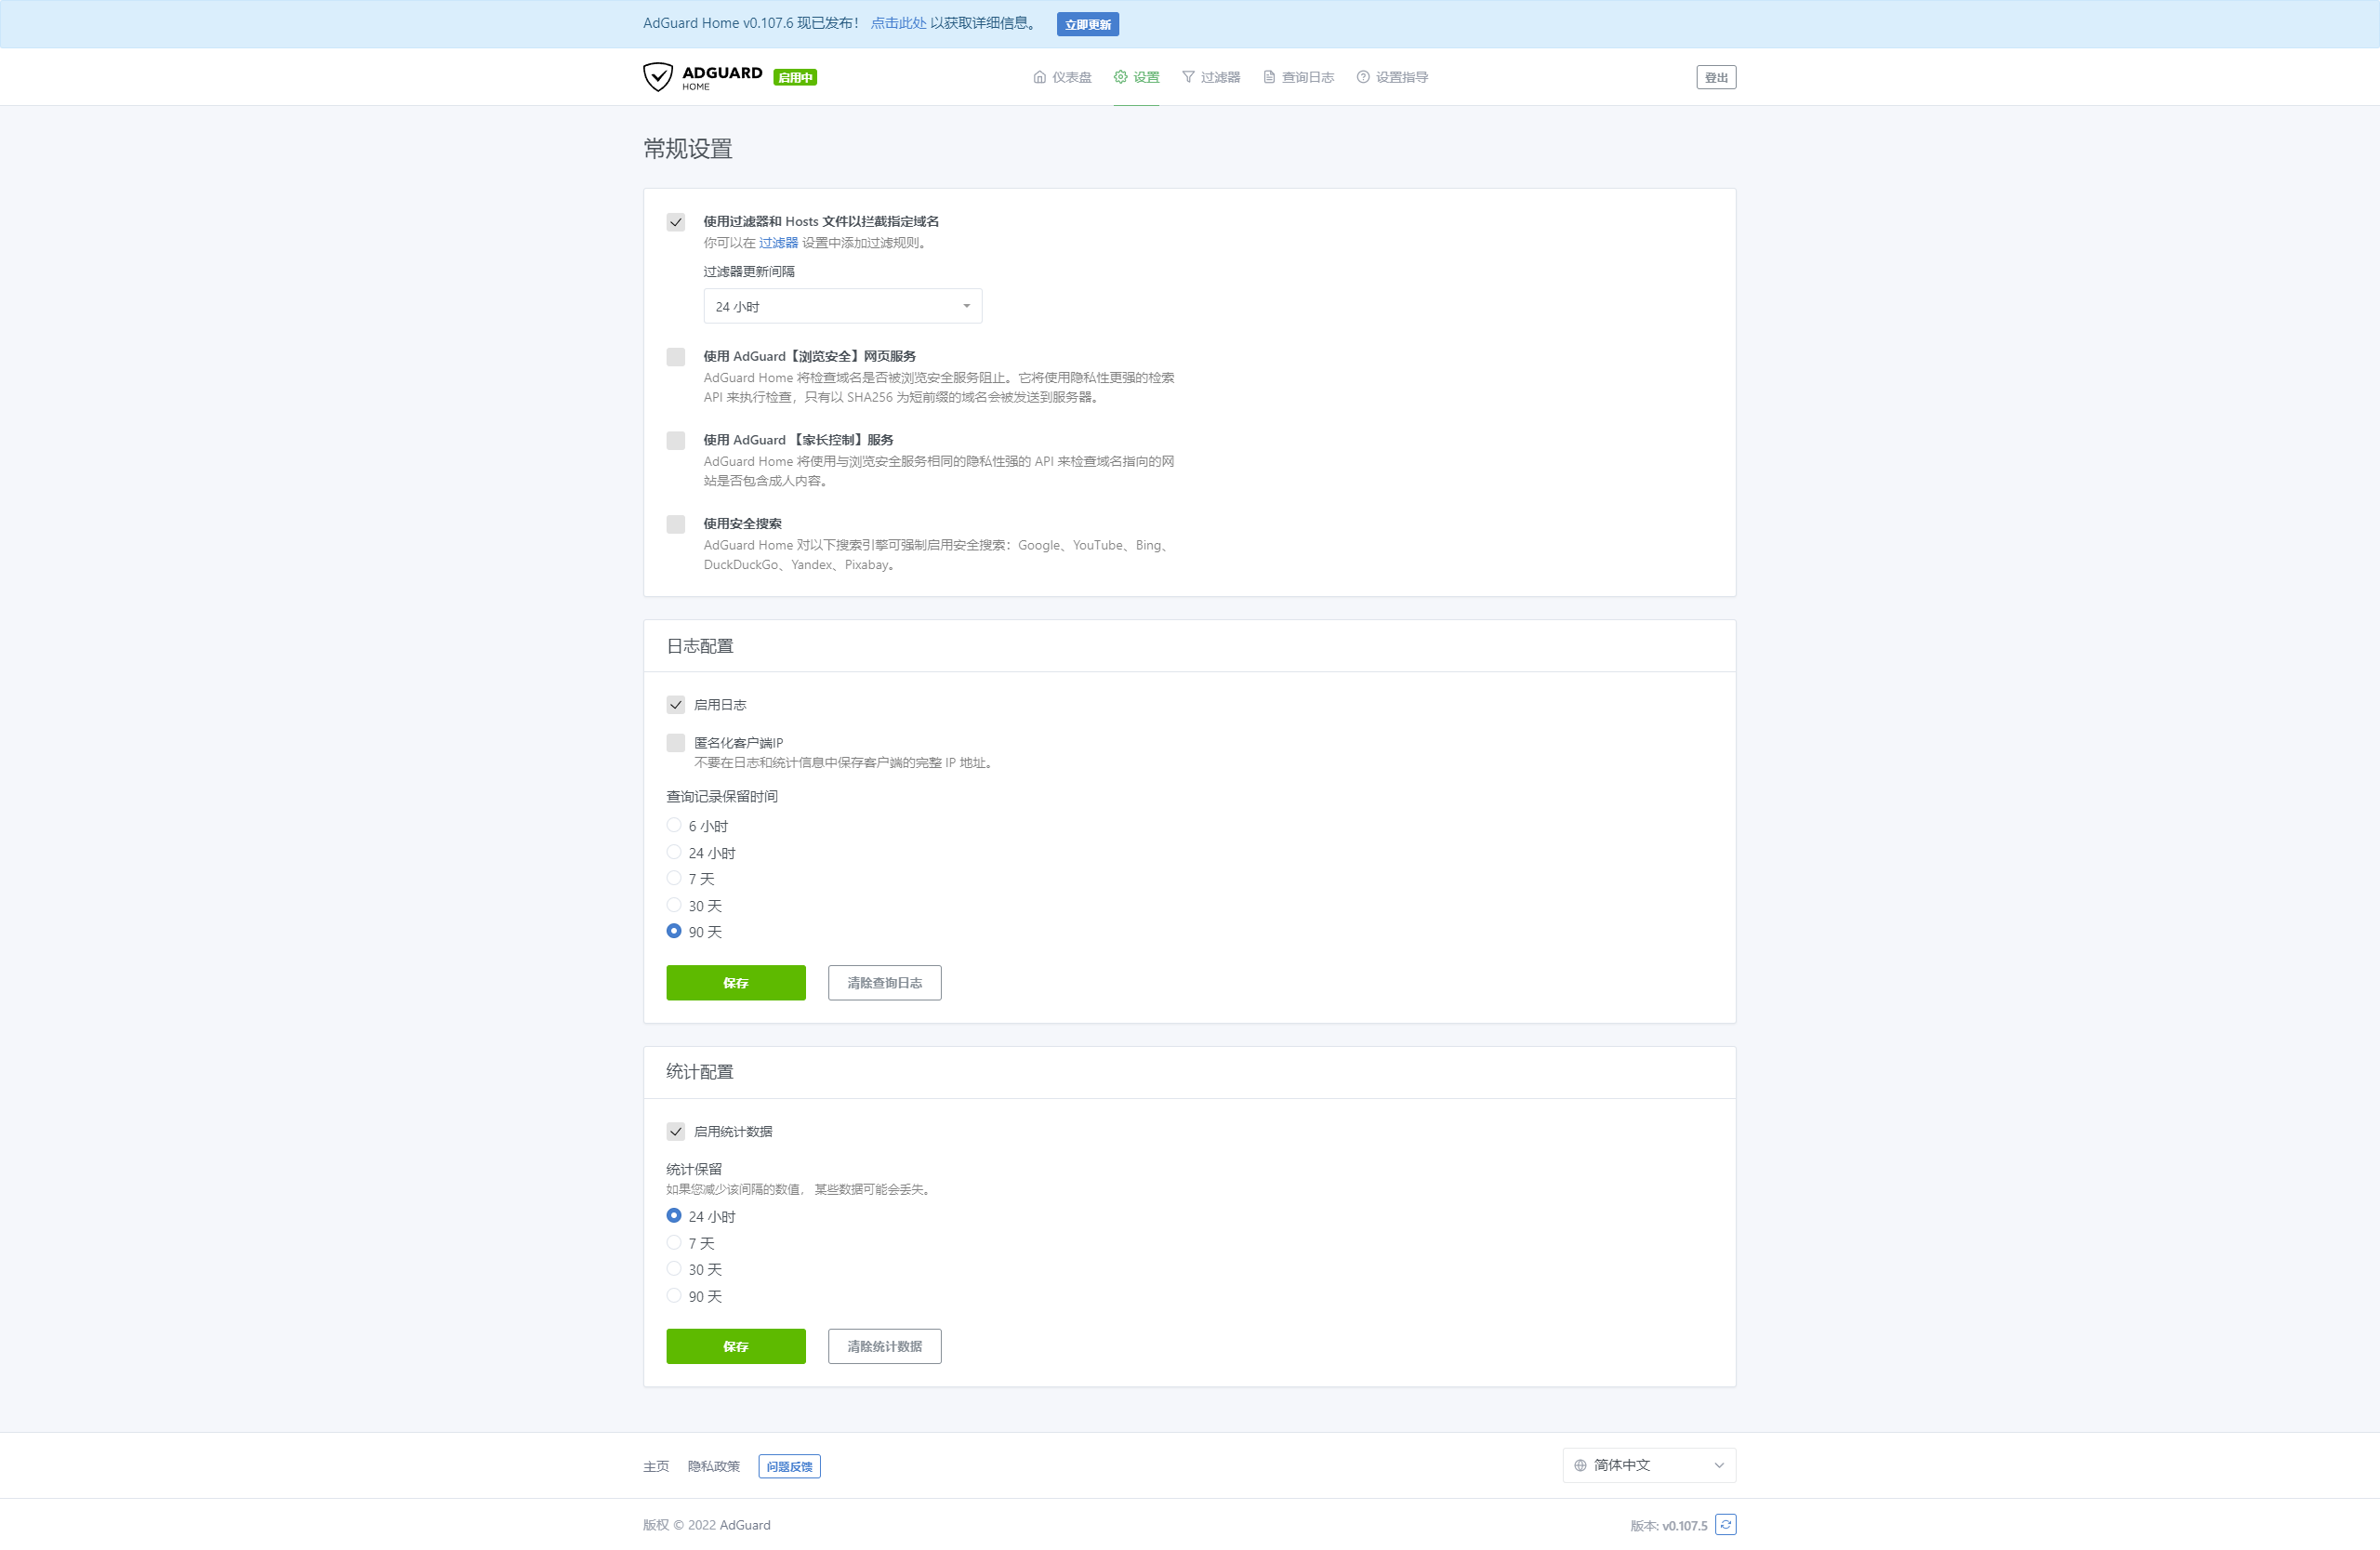 AdGuard Home v0.107.6 现已发布！ 点击此处 以获取详细信息。 立即更新
ADGUARD
HOME
启用中
仪表盘 设置 过滤器 查询日志 设置指导
登出
常规设置
使用过滤器和 Hosts 文件以拦截指定域名
你可以在 过滤器 设置中添加过滤规则。
过滤器更新间隔
24 小时
使用 AdGuard【浏览安全】网页服务
AdGuard Home 将检查域名是否被浏览安全服务阻止。它将使用隐私性更强的检索
API 来执行检查，只有以 SHA256 为短前缀的域名会被发送到服务器。
使用 AdGuard 【家长控制】服务
AdGuard Home 将使用与浏览安全服务相同的隐私性强的 API 来检查域名指向的网
站是否包含成人内容。
使用安全搜索
AdGuard Home 对以下搜索引擎可强制启用安全搜索：Google、YouTube、Bing、
DuckDuckGo、Yandex、Pixabay。
日志配置
启用日志
匿名化客户端IP
不要在日志和统计信息中保存客户端的完整 IP 地址。
查询记录保留时间
6 小时
24 小时
7 天
30 天
90 天
保存 清除查询日志
统计配置
启用统计数据
统计保留
如果您减少该间隔的数值， 某些数据可能会丢失。
24 小时
7 天
30 天
90 天
保存 清除统计数据
主页 隐私政策 问题反馈 简体中文
版权 © 2022 AdGuard 版本: v0.107.5